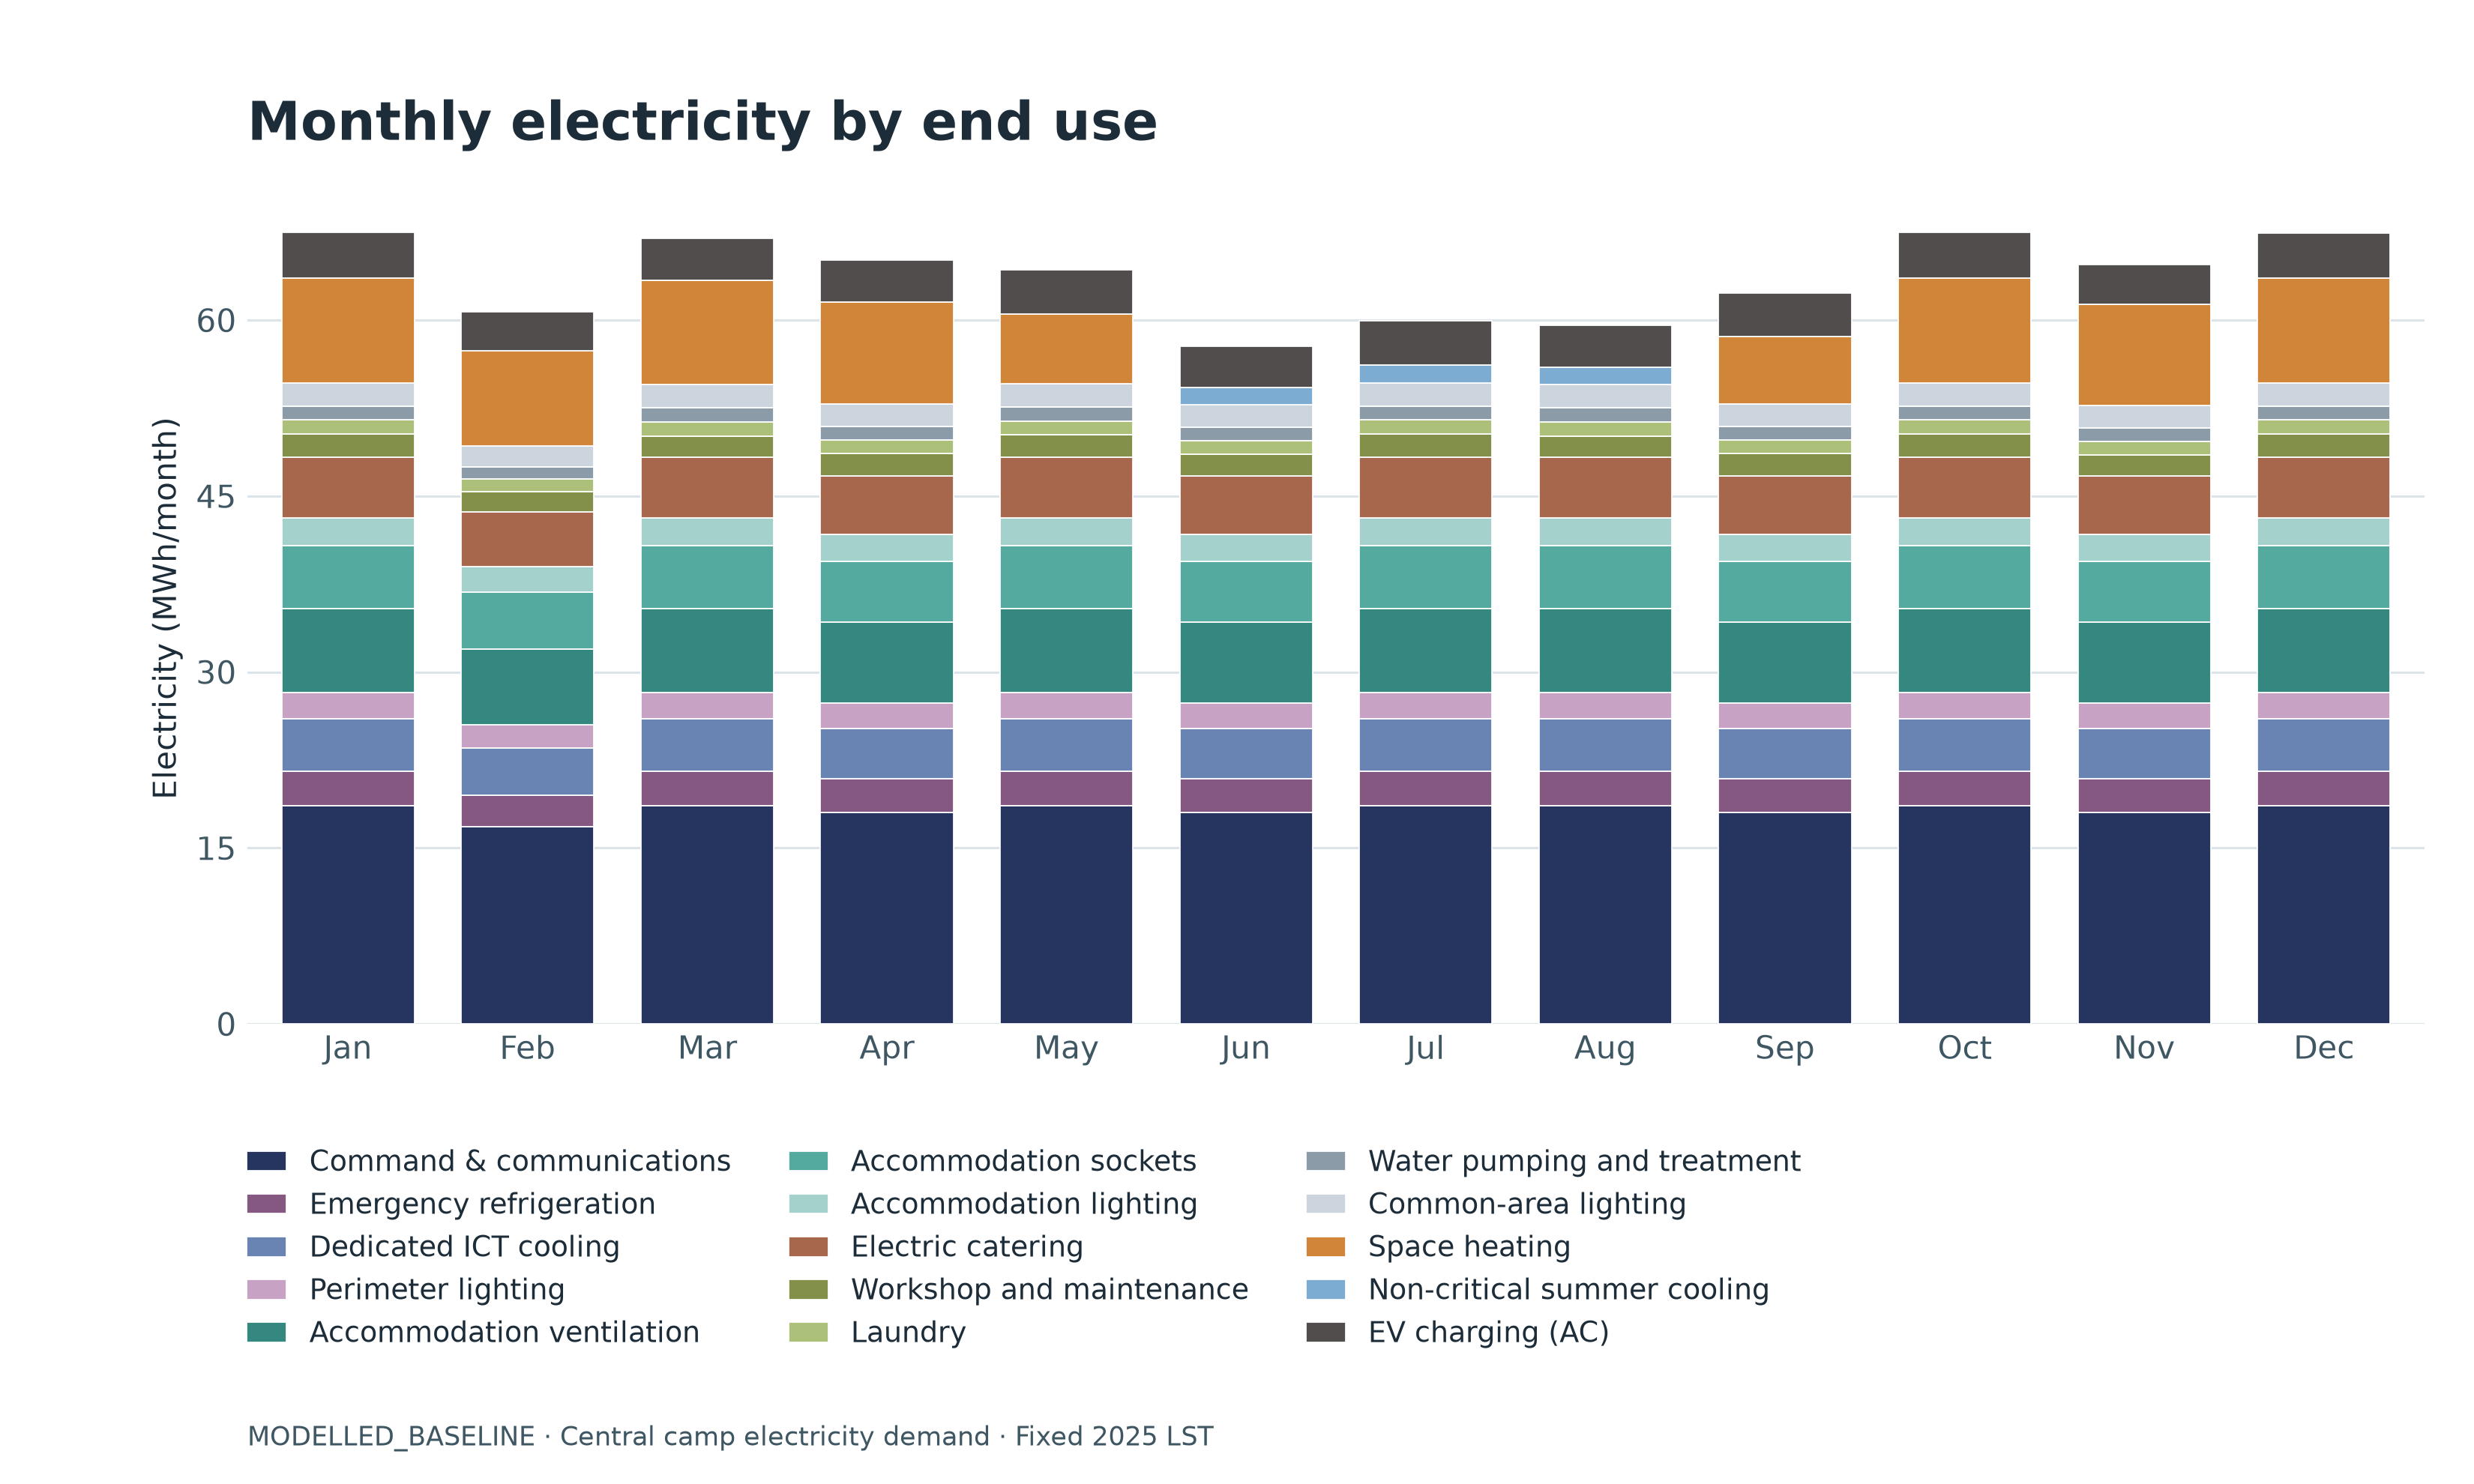 Monthly electricity by end use
Electricity (MWh/month)
60
45
30
15
0
Jan Feb Mar Apr May Jun Jul Aug Sep Oct Nov Dec
Command & communications
Emergency refrigeration
Dedicated ICT cooling
Perimeter lighting
Accommodation ventilation
Accommodation sockets
Accommodation lighting
Electric catering
Workshop and maintenance
Laundry
Water pumping and treatment
Common-area lighting
Space heating
Non-critical summer cooling
EV charging (AC)
MODELLED_BASELINE · Central camp electricity demand · Fixed 2025 LST